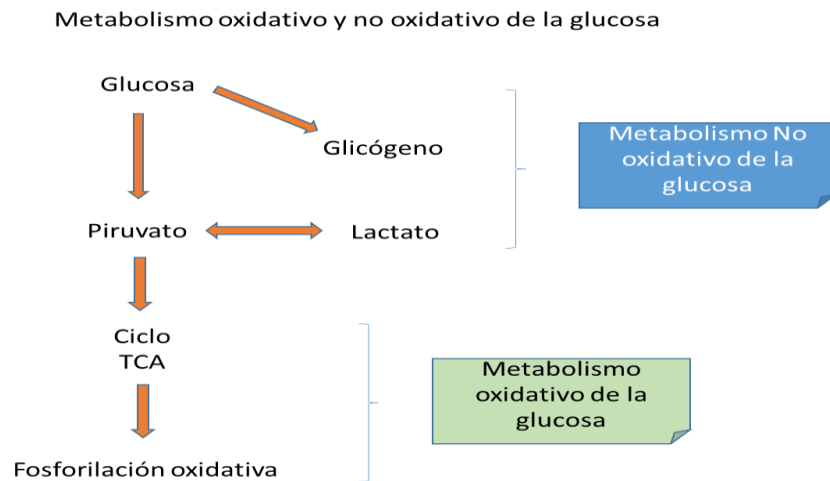 Metabolismo oxidativo y no oxidativo de la glucosa
Glucosa
Glicógeno
Metabolismo No
oxidativo de la
glucosa
Piruvato
Lactato
Ciclo
TCA
Metabolismo
oxidativo de la
glucosa
Fosforilación oxidativa